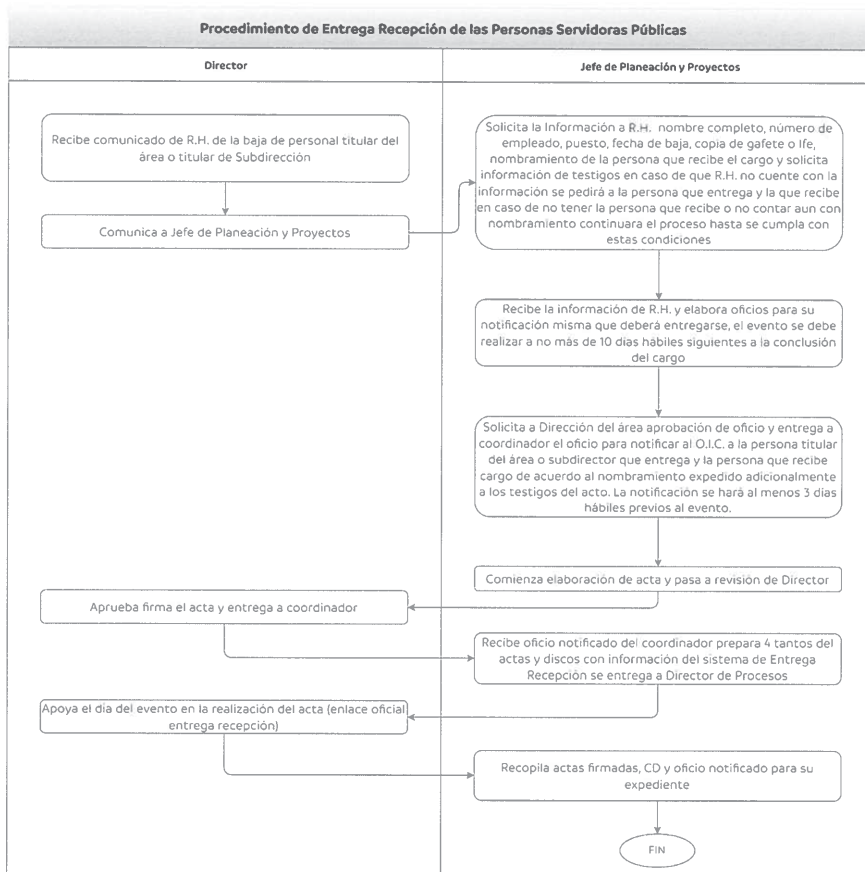 Procedimiento de Entrega Recepción de las Personas Servidoras Públicas
Director
Jefe de Planeación y Proyectos
Recibe comunicado de R.H. de la baja de personal titular del
área o titular de Subdirección
Comunica a Jefe de Planeación y Proyectos
Solicita la Información a R.H. nombre completo, número de
empleado, puesto, fecha de baja, copia de gafete o Ife,
nombramiento de la persona que recibe el cargo y solicita
información de testigos en caso de que R.H. no cuente con la
información se pedirá a la persona que entrega y la que recibe
en caso de no tener la persona que recibe o no contar aun con
nombramiento continuara el proceso hasta se cumpla con
estas condiciones
Recibe la información de R.H. y elabora oficios para su
notificación misma que deberá entregarse, el evento se debe
realizar a no más de 10 días hábiles siguientes a la conclusión
del cargo
Solicita a Dirección del área aprobación de oficio y entrega a
coordinador el oficio para notificar al O.I.C. a la persona titular
del área o subdirector que entrega y la persona que recibe
cargo de acuerdo al nombramiento expedido adicionalmente
a los testigos del acto. La notificación se hará al menos 3 días
hábiles previos al evento.
Comienza elaboración de acta y pasa a revisión de Director
Aprueba firma el acta y entrega a coordinador
Recibe oficio notificado del coordinador prepara 4 tantos del
actas y discos con información del sistema de Entrega
Recepción se entrega a Director de Procesos
Apoya el día del evento en la realización del acta (enlace oficial
entrega recepción)
Recopila actas firmadas, CD y oficio notificado para su
expediente
FIN